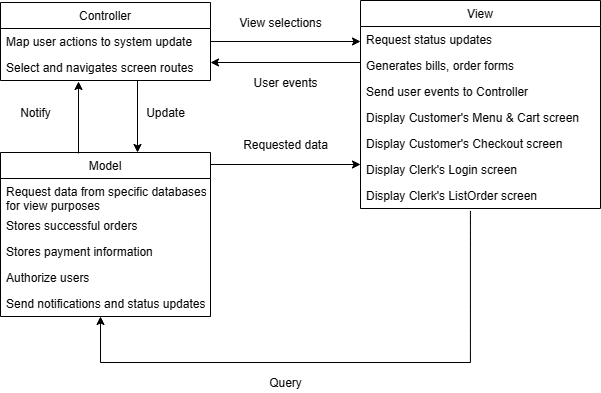 Controller
Map user actions to system update
Select and navigates screen routes
View selections
User events
View
Request status updates
Generates bills, order forms
Send user events to Controller
Display Customer's Menu & Cart screen
Display Customer's Checkout screen
Display Clerk's Login screen
Display Clerk's ListOrder screen
Notify
Update
Requested data
Model
Request data from specific databases
for view purposes
Stores successful orders
Stores payment information
Authorize users
Send notifications and status updates
Query